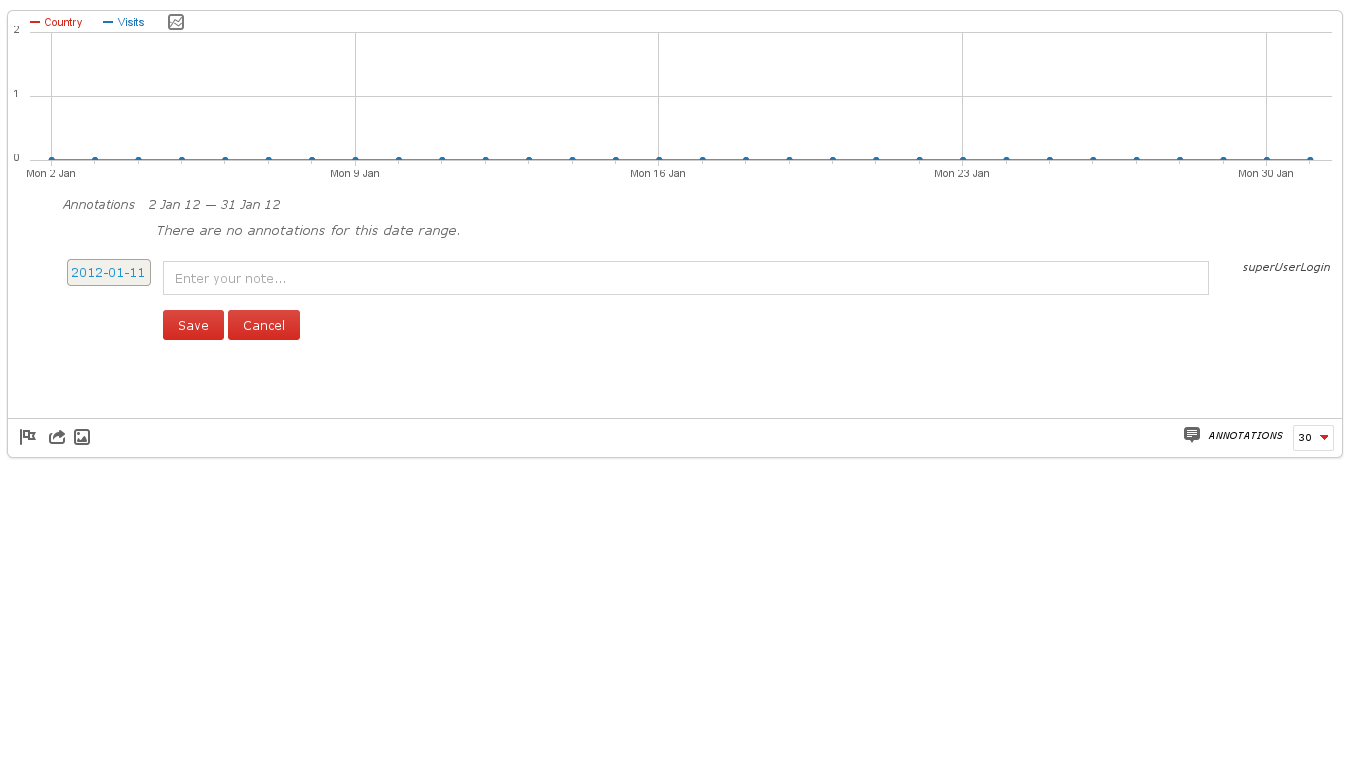 Country Visits
2
1
0
Mon 2 Jan Mon 9 Jan Mon 16 Jan Mon 23 Jan Mon 30 Jan
Annotations 2 Jan 12 — 31 Jan 12
There are no annotations for this date range.
2012-01-11 Enter your note... superUserLogin
Save Cancel
ANNOTATIONS 30